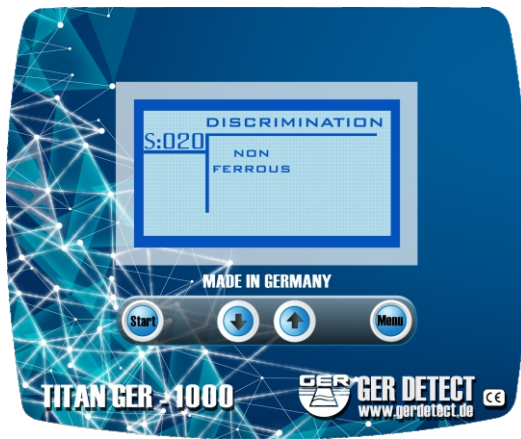 DISCRIMINATION
S:020
NON
FERROUS
MADE IN GERMANY
Start
Menu
TITAN GER - 1000
GER
GER DETECT
www.gerdetect.de
CE